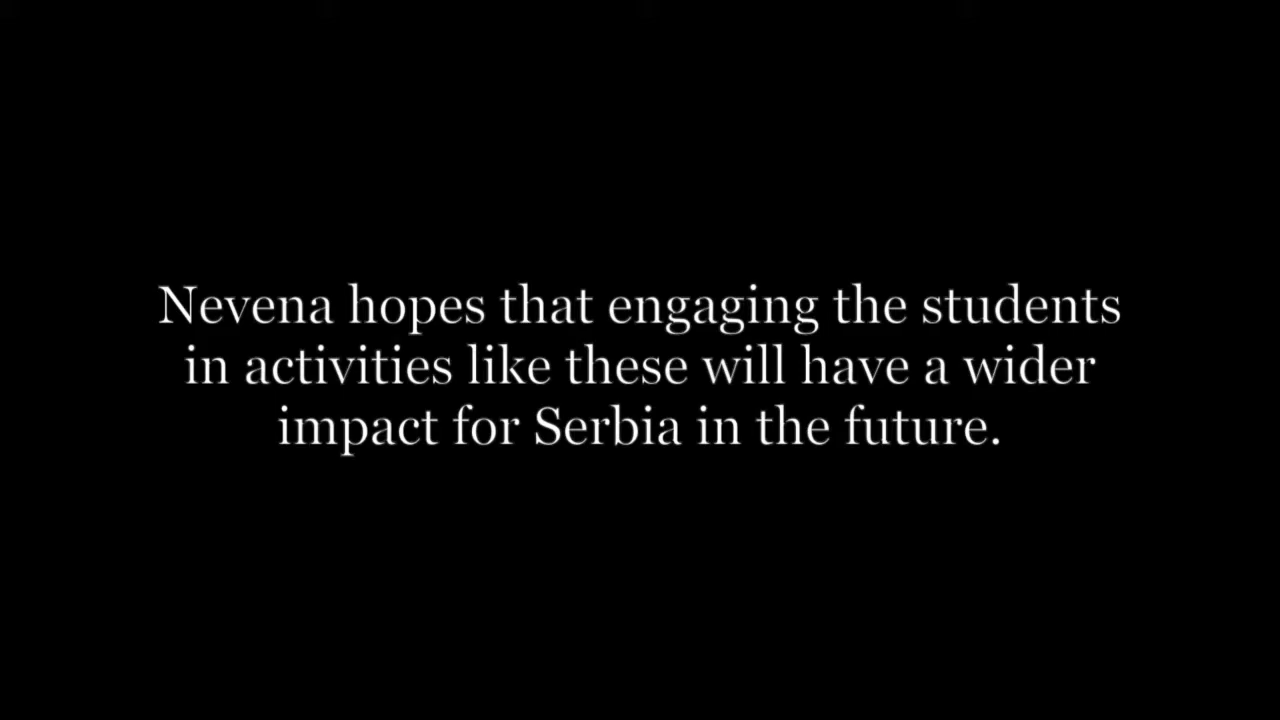 Nevena hopes that engaging the students
in activities like these will have a wider
impact for Serbia in the future.